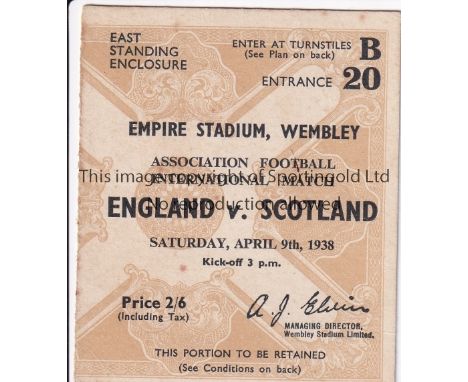 EAST
STANDING
ENCLOSURE
ENTER AT TURNSTILES
(See Plan on back)
B
ENTRANCE 20
EMPIRE STADIUM, WEMBLEY
ASSOCIATION FOOTBALL
This image copyright of Sportingold Ltd
INTERNATIONAL MATCH
No reproduction allowed
ENGLAND v. SCOTLAND
SATURDAY, APRIL 9th, 1938
Kick-off 3 p.m.
Price 2/6
(Including Tax)
A. J. Elvin
MANAGING DIRECTOR,
Wembley Stadium Limited.
THIS PORTION TO BE RETAINED
(See Conditions on back)